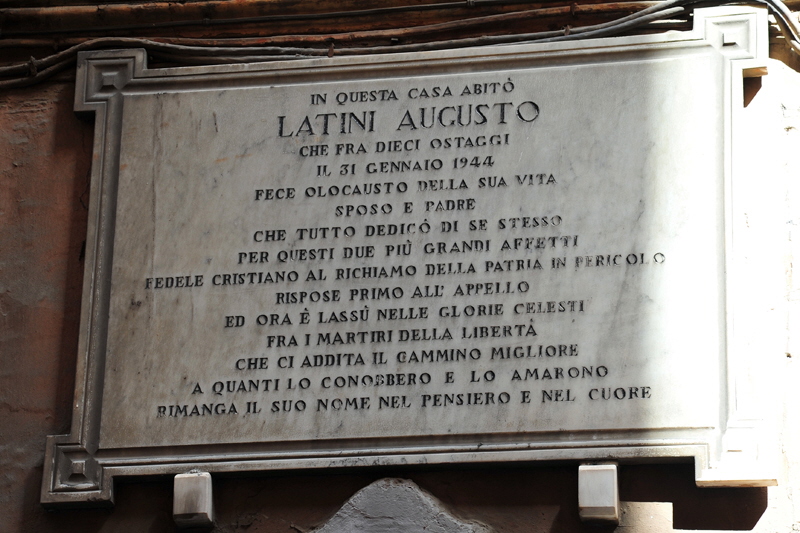 IN QUESTA CASA ABITÒ
LATINI AUGUSTO
CHE FRA DIECI OSTAGGI
IL 31 GENNAIO 1944
FECE OLOCAUSTO DELLA SUA VITA
SPOSO E PADRE
CHE TUTTO DEDICÒ DI SE STESSO
PER QUESTI DUE PIÙ GRANDI AFFETTI
FEDELE CRISTIANO AL RICHIAMO DELLA PATRIA IN PERICOLO
RISPOSE PRIMO ALL' APPELLO
ED ORA È LASSÙ NELLE GLORIE CELESTI
FRA I MARTIRI DELLA LIBERTÀ
CHE CI ADDITA IL CAMMINO MIGLIORE
A QUANTI LO CONOBBERO E LO AMARONO
RIMANGA IL SUO NOME NEL PENSIERO E NEL CUORE